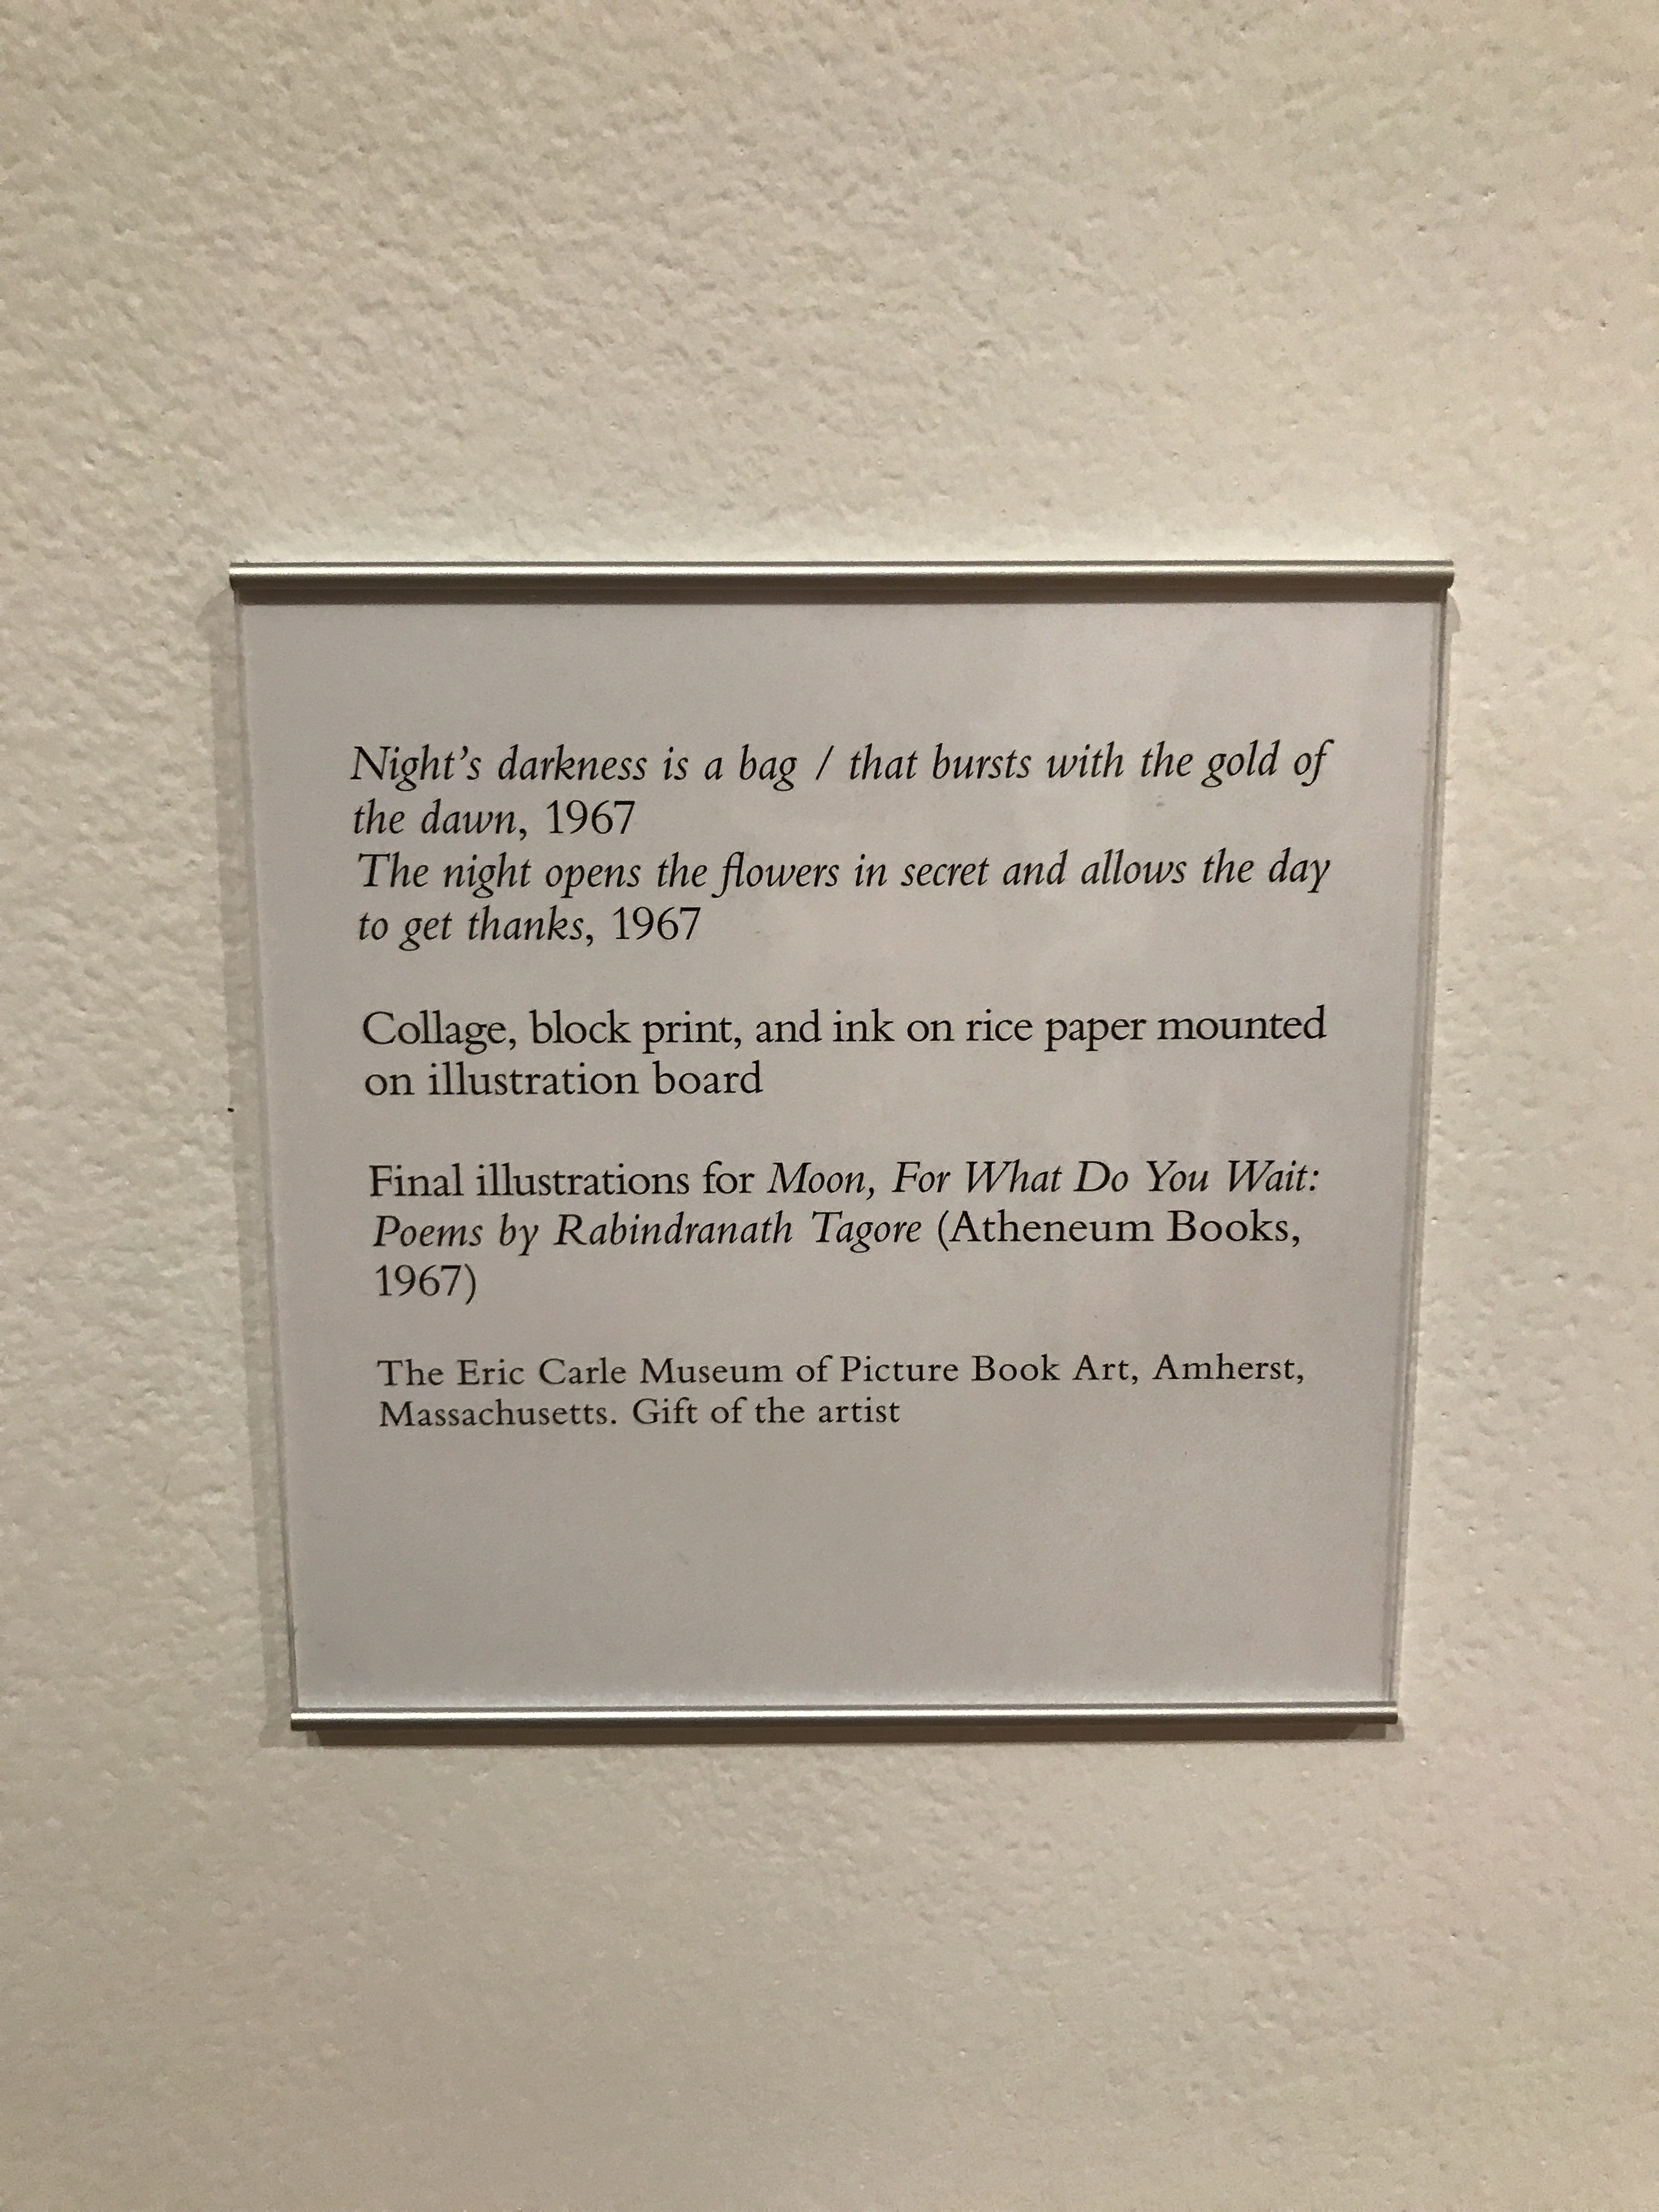 Night’s darkness is a bag / that bursts with the gold of
the dawn, 1967
The night opens the flowers in secret and allows the day
to get thanks, 1967
Collage, block print, and ink on rice paper mounted
on illustration board
Final illustrations for Moon, For What Do You Wait:
Poems by Rabindranath Tagore (Atheneum Books,
1967)
The Eric Carle Museum of Picture Book Art, Amherst,
Massachusetts. Gift of the artist